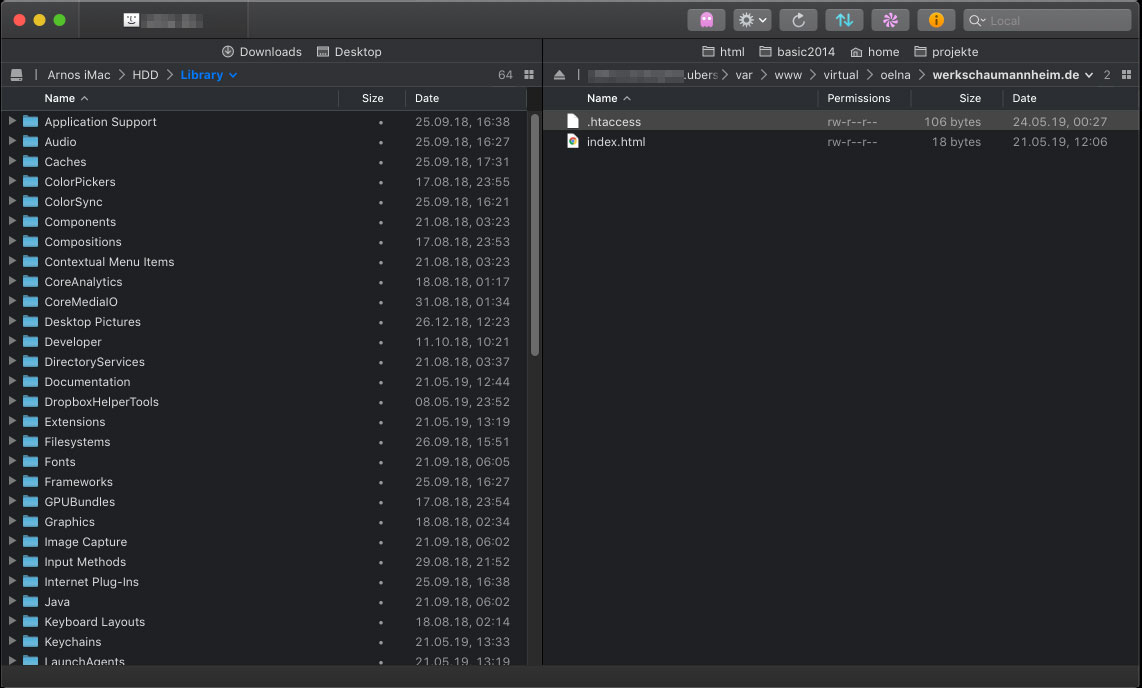 Local
Downloads Desktop
html basic2014 home projekte
Arnos iMac HDD Library 64
.ubers var www virtual oelna werkschaumannheim.de 2
Name Size Date
Name Permissions Size Date
Application Support • 25.09.18, 16:38
Audio • 25.09.18, 16:27
Caches • 25.09.18, 17:31
ColorPickers • 17.08.18, 23:55
ColorSync • 25.09.18, 16:21
Components • 21.08.18, 03:23
Compositions • 17.08.18, 23:53
Contextual Menu Items • 21.08.18, 03:23
CoreAnalytics • 18.08.18, 01:17
CoreMediaIO • 31.08.18, 01:34
Desktop Pictures • 26.12.18, 12:23
Developer • 11.10.18, 10:21
DirectoryServices • 21.08.18, 03:37
Documentation • 21.05.19, 12:44
DropboxHelperTools • 08.05.19, 23:52
Extensions • 21.05.19, 13:19
Filesystems • 26.09.18, 15:51
Fonts • 21.09.18, 06:05
Frameworks • 25.09.18, 16:27
GPUBundles • 17.08.18, 23:54
Graphics • 18.08.18, 02:34
Image Capture • 21.09.18, 06:02
Input Methods • 29.08.18, 21:52
Internet Plug-Ins • 25.09.18, 16:38
Java • 21.09.18, 06:02
Keyboard Layouts • 18.08.18, 02:14
Keychains • 21.05.19, 13:33
LaunchAgents • 21.05.19, 13:19
.htaccess rw-r--r-- 106 bytes 24.05.19, 00:27
index.html rw-r--r-- 18 bytes 21.05.19, 12:06